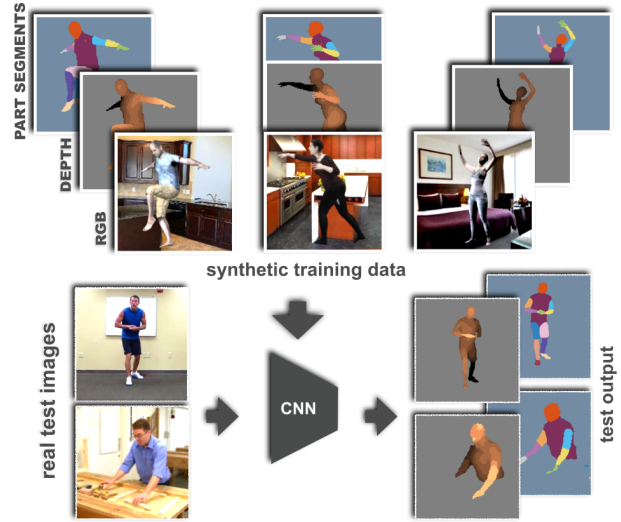 PART SEGMENTS
DEPTH
RGB
synthetic training data
real test images
CNN
test output